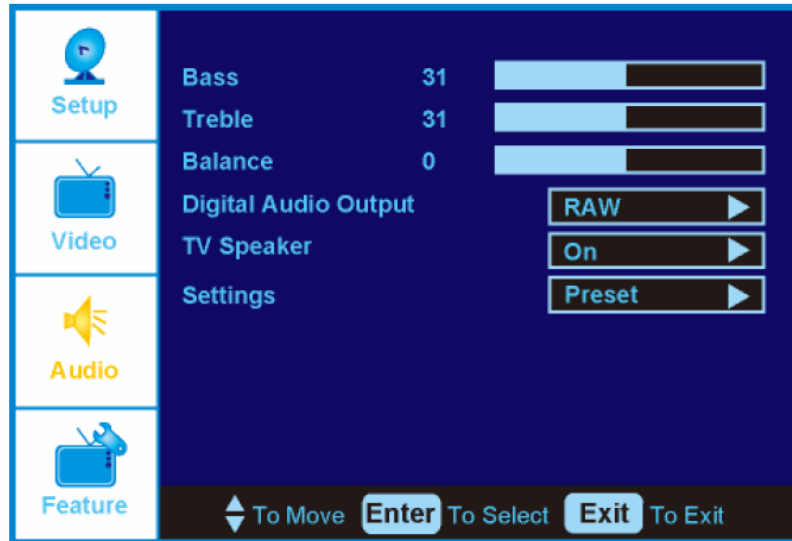 Setup
Video
Audio
Feature
Bass 31
Treble 31
Balance 0
Digital Audio Output RAW
TV Speaker On
Settings Preset
To Move Enter To Select Exit To Exit